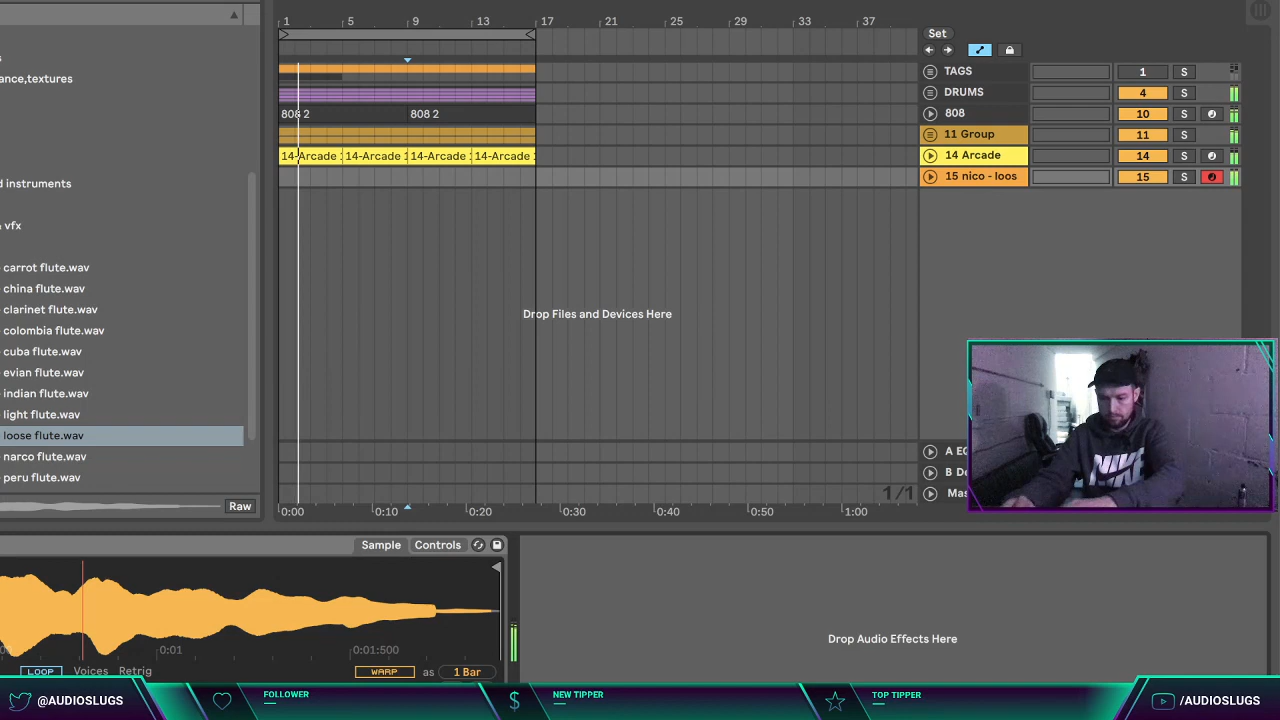 1 5 9 13 17 21 25 29 33 37
Set
ance,textures
TAGS 1 S
DRUMS 4 S
808 2 808 2
808 10 S
11 Group 11 S
14-Arcade 14-Arcade 14-Arcade 14-Arcade
14 Arcade 14 S
15 nico - loos 15 S
d instruments
& vfx
carrot flute.wav
china flute.wav
clarinet flute.wav
colombia flute.wav
cuba flute.wav
evian flute.wav
indian flute.wav
light flute.wav
loose flute.wav
narco flute.wav
peru flute.wav
Raw
Drop Files and Devices Here
NIKE
A EC
B De
Mas
1/1
0:00 0:10 0:20 0:30 0:40 0:50 1:00
Sample Controls
0:01 0:01:500
LOOP Voices Retrig WARP as 1 Bar
Drop Audio Effects Here
@AUDIOSLUGS
FOLLOWER
NEW TIPPER
TOP TIPPER
/AUDIOSLUGS